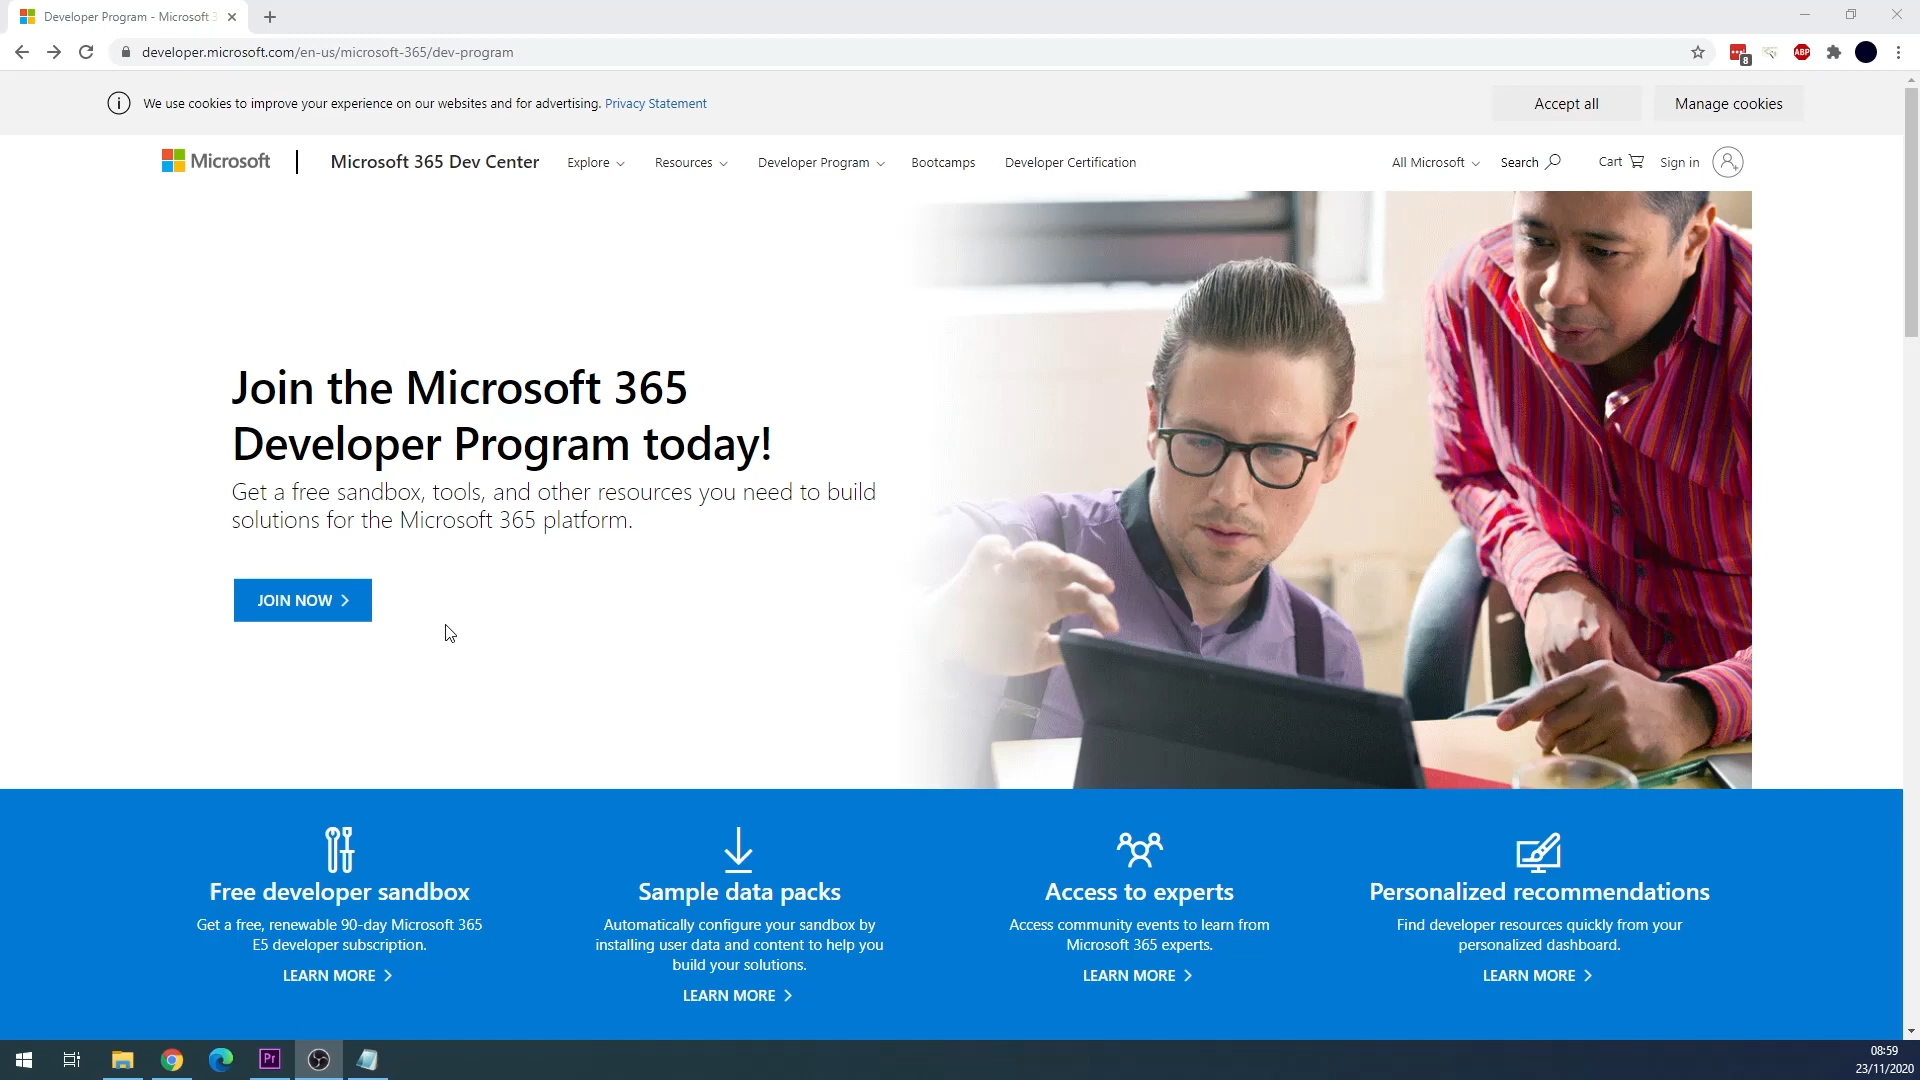 Developer Program - Microsoft 3
developer.microsoft.com/en-us/microsoft-365/dev-program
8
ABP
We use cookies to improve your experience on our websites and for advertising. Privacy Statement
Accept all
Manage cookies
Microsoft
Microsoft 365 Dev Center
Explore
Resources
Developer Program
Bootcamps
Developer Certification
All Microsoft
Search
Cart
Sign in
Join the Microsoft 365
Developer Program today!
Get a free sandbox, tools, and other resources you need to build
solutions for the Microsoft 365 platform.
JOIN NOW
Free developer sandbox
Get a free, renewable 90-day Microsoft 365
E5 developer subscription.
LEARN MORE
Sample data packs
Automatically configure your sandbox by
installing user data and content to help you
build your solutions.
LEARN MORE
Access to experts
Access community events to learn from
Microsoft 365 experts.
LEARN MORE
Personalized recommendations
Find developer resources quickly from your
personalized dashboard.
LEARN MORE
Pr
08:59
23/11/2020